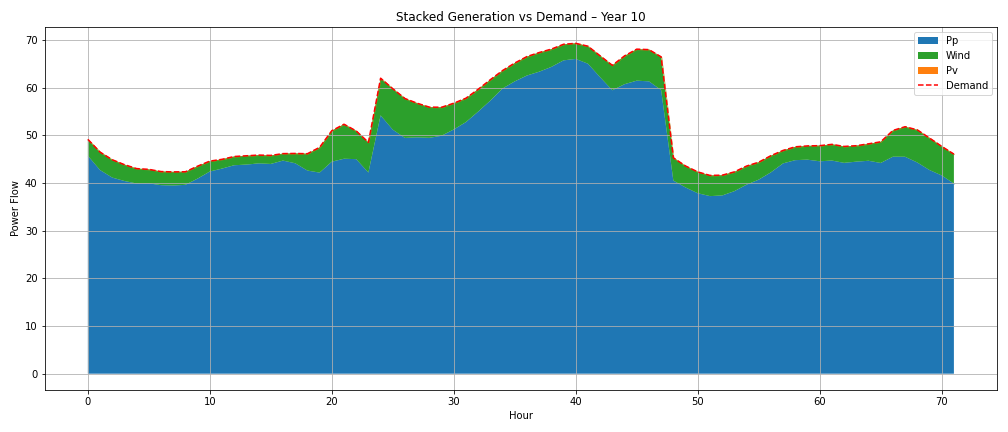 Stacked Generation vs Demand – Year 10
Pp
Wind
Pv
Demand
Power Flow
70
60
50
40
30
20
10
0
0 10 20 30 40 50 60 70
Hour